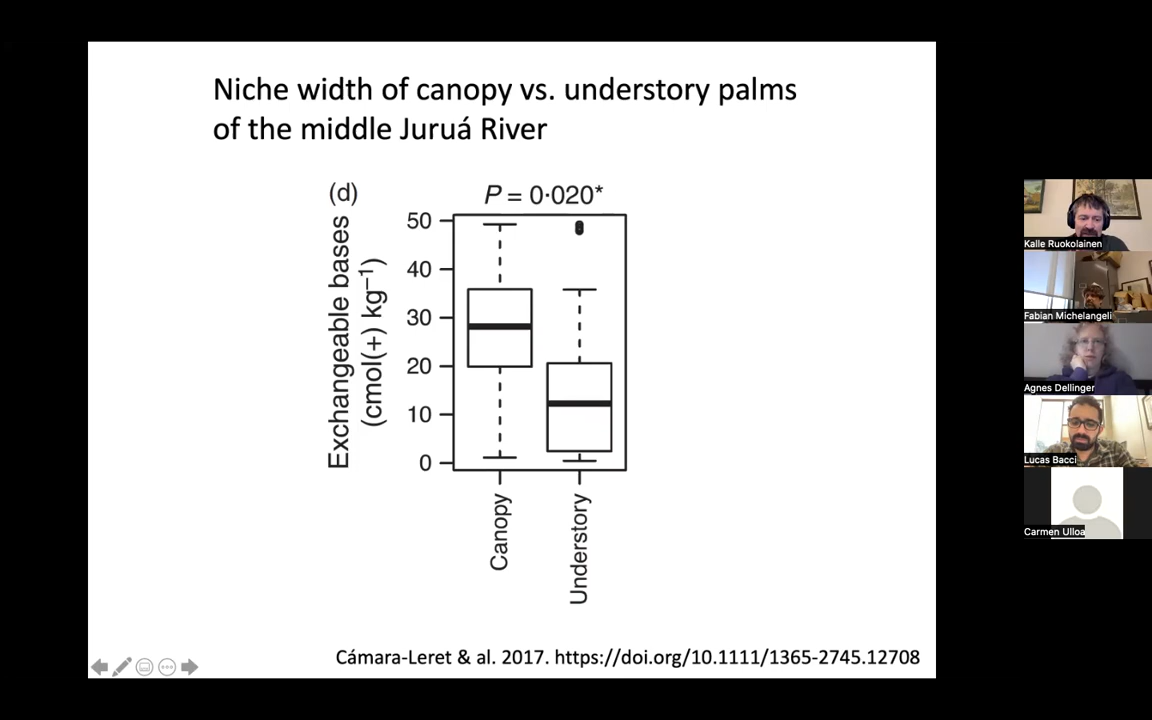 Niche width of canopy vs. understory palms
of the middle Juruá River
(d)
P = 0·020*
Exchangeable bases
(cmol(+) kg⁻¹)
50
40
30
20
10
0
Canopy
Understory
Cámara-Leret & al. 2017. https://doi.org/10.1111/1365-2745.12708
Kalle Ruokolainen
Fabian Michelangeli
Agnes Dellinger
Lucas Bacci
Carmen Ulloa